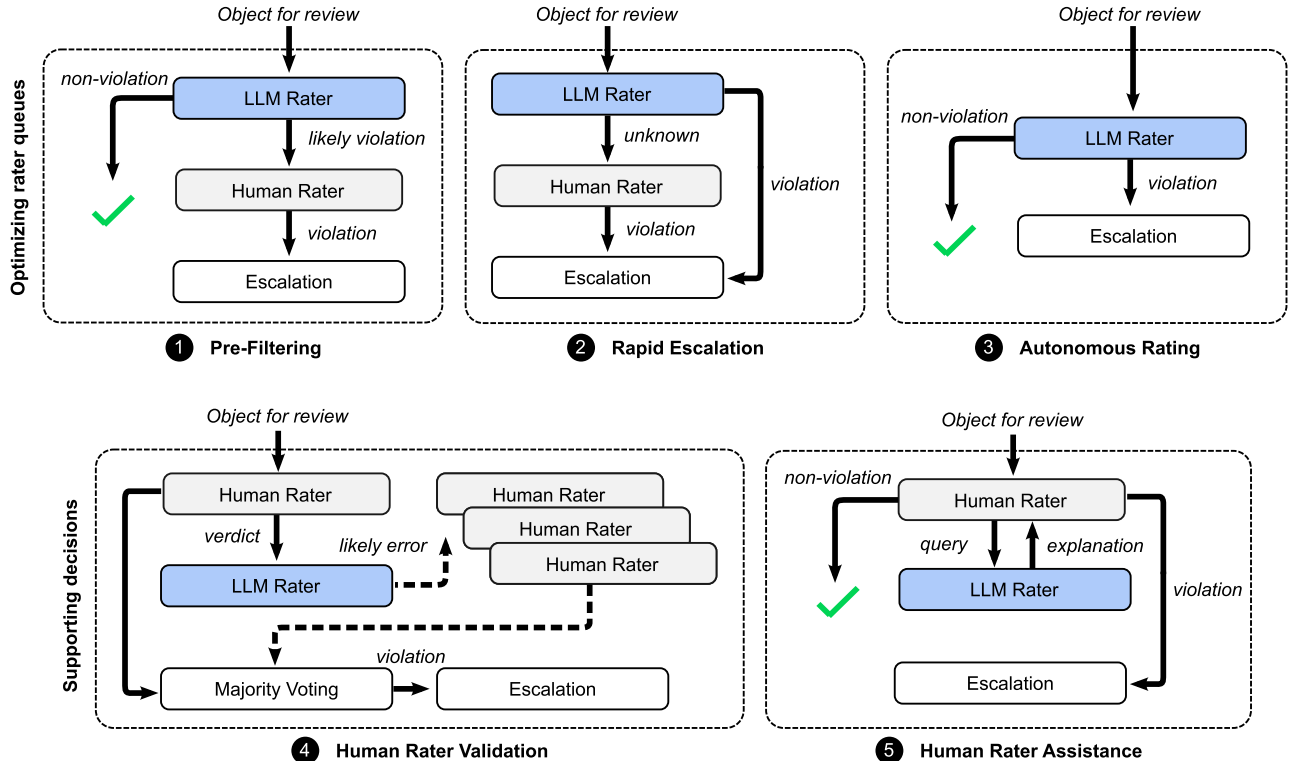 Optimizing rater queues
Object for review
non-violation
LLM Rater
likely violation
Human Rater
violation
Escalation
1 Pre-Filtering
Object for review
LLM Rater
unknown
Human Rater
violation
violation
Escalation
2 Rapid Escalation
Object for review
non-violation
LLM Rater
violation
Escalation
3 Autonomous Rating
Supporting decisions
Object for review
Human Rater
verdict
LLM Rater
likely error
Human Rater
Human Rater
Human Rater
Majority Voting
violation
Escalation
4 Human Rater Validation
Object for review
non-violation
Human Rater
query
explanation
LLM Rater
violation
Escalation
5 Human Rater Assistance